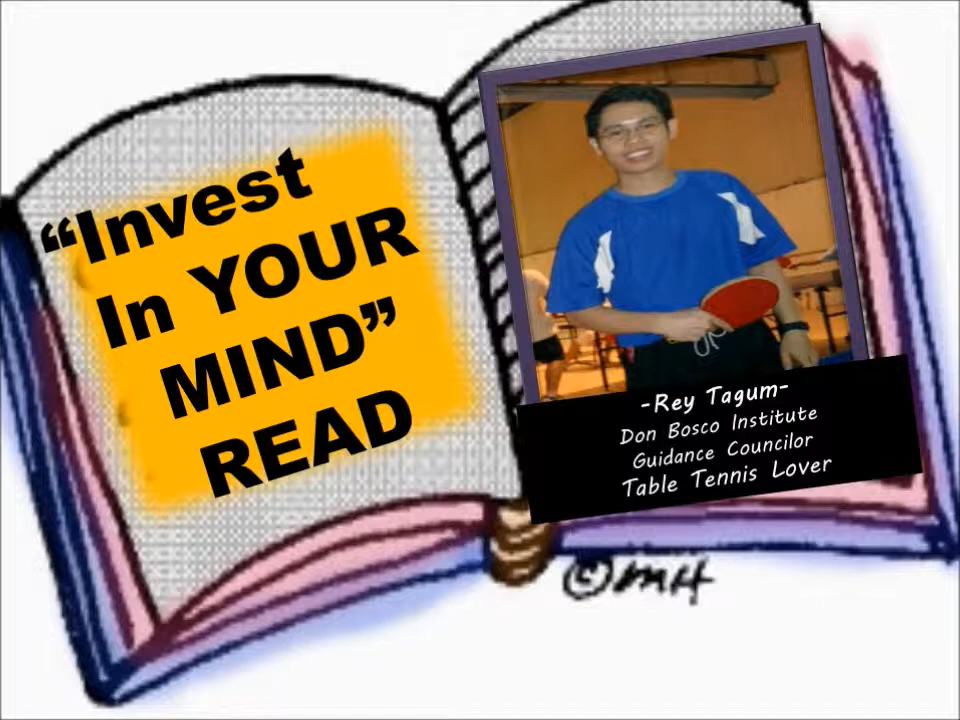 “Invest
In YOUR
MIND”
READ
-Rey Tagum-
Don Bosco Institute
Guidance Councilor
Table Tennis Lover
©MH